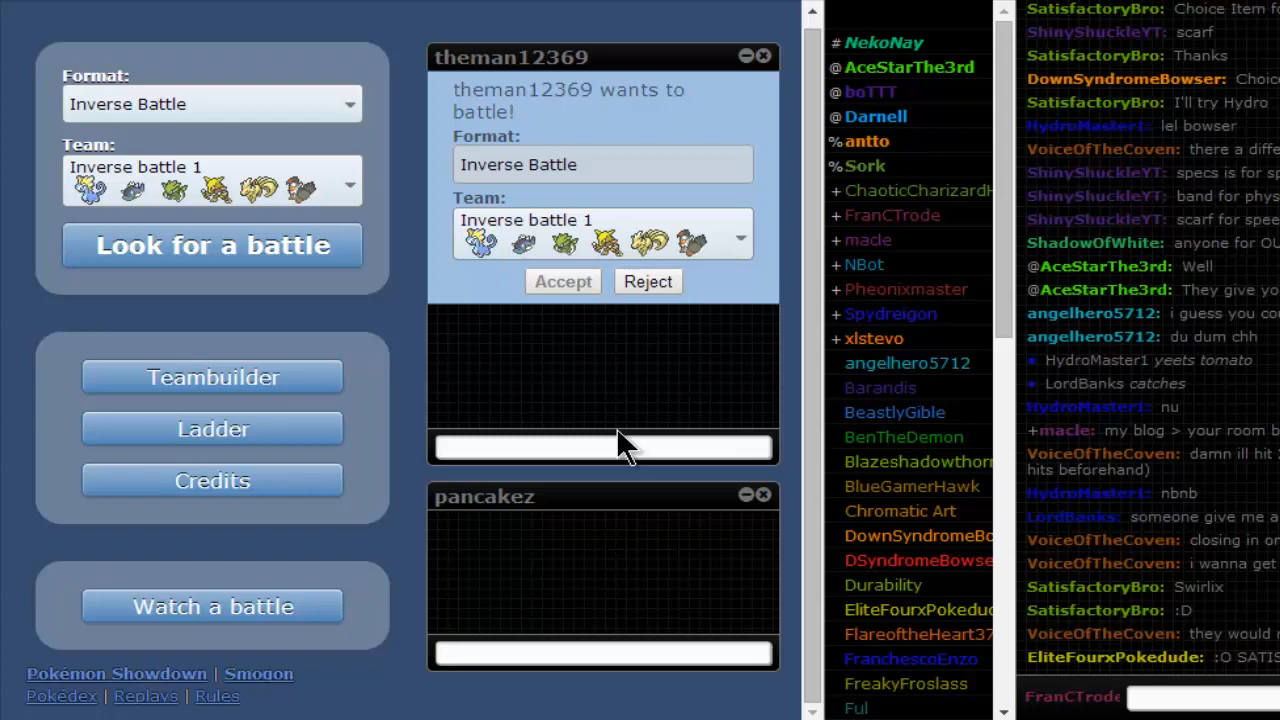 Format:
Inverse Battle
Team:
Inverse battle 1
Look for a battle
Teambuilder
Ladder
Credits
Watch a battle
Pokémon Showdown | Smogon
Pokédex | Replays | Rules
theman12369
theman12369 wants to
battle!
Format:
Inverse Battle
Team:
Inverse battle 1
Accept Reject
pancakez
# NekoNay
@ AceStarThe3rd
@ boTTT
@ Darnell
% antto
% Sork
+ ChaoticCharizard
+ FranCTrode
+ macle
+ NBot
+ Pheonixmaster
+ Spydreigon
+ xlstevo
angelhero5712
Barandis
BeastlyGible
BenTheDemon
Blazeshadowthorn
BlueGamerHawk
Chromatic Art
DownSyndromeBo
DSyndromeBowse
Durability
EliteFourxPokedud
FlareoftheHeart37
FranchescoEnzo
FreakyFroslass
Ful
SatisfactoryBro: Choice Item fo
ShinyShuckleYT: scarf
SatisfactoryBro: Thanks
DownSyndromeBowser: Choic
SatisfactoryBro: I'll try Hydro
HydroMaster1: lel bowser
VoiceOfTheCoven: there a diffe
ShinyShuckleYT: specs is for sp
ShinyShuckleYT: band for phys
ShinyShuckleYT: scarf for spee
ShadowOfWhite: anyone for OU
@AceStarThe3rd: Well
@AceStarThe3rd: They give yo
angelhero5712: i guess you cou
angelhero5712: du dum chh
• HydroMaster1 yeets tomato
• LordBanks catches
HydroMaster1: nu
+macle: my blog > your room b
VoiceOfTheCoven: damn ill hit
hits beforehand)
HydroMaster1: nbnb
LordBanks: someone give me a
VoiceOfTheCoven: closing in on
VoiceOfTheCoven: i wanna get
SatisfactoryBro: Swirlix
SatisfactoryBro: :D
VoiceOfTheCoven: they would
EliteFourxPokedude: :O SATIS
FranCTrode